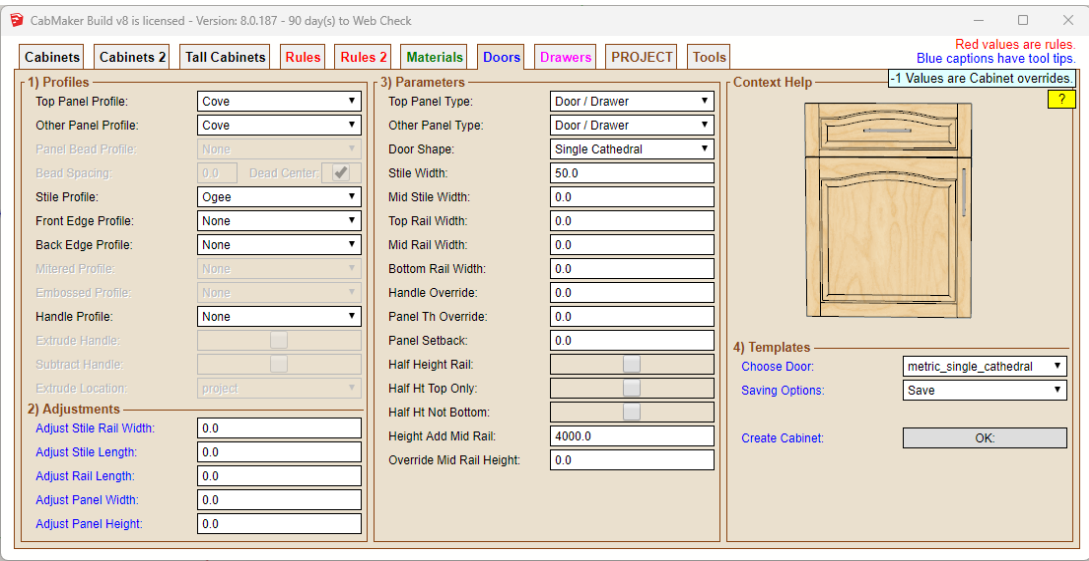 CabMaker Build v8 is licensed - Version: 8.0.187 - 90 day(s) to Web Check
Cabinets Cabinets 2 Tall Cabinets Rules Rules 2 Materials Doors Drawers PROJECT Tools
Red values are rules.
Blue captions have tool tips.
-1 Values are Cabinet overrides.
?
1) Profiles
Top Panel Profile: Cove
Other Panel Profile: Cove
Panel Bead Profile: None
Bead Spacing: 0.0 Dead Center:
Stile Profile: Ogee
Front Edge Profile: None
Back Edge Profile: None
Mitered Profile: None
Embossed Profile: None
Handle Profile: None
Extrude Handle:
Subtract Handle:
Extrude Location: project
2) Adjustments
Adjust Stile Rail Width: 0.0
Adjust Stile Length: 0.0
Adjust Rail Length: 0.0
Adjust Panel Width: 0.0
Adjust Panel Height: 0.0
3) Parameters
Top Panel Type: Door / Drawer
Other Panel Type: Door / Drawer
Door Shape: Single Cathedral
Stile Width: 50.0
Mid Stile Width: 0.0
Top Rail Width: 0.0
Mid Rail Width: 0.0
Bottom Rail Width: 0.0
Handle Override: 0.0
Panel Th Override: 0.0
Panel Setback: 0.0
Half Height Rail:
Half Ht Top Only:
Half Ht Not Bottom:
Height Add Mid Rail: 4000.0
Override Mid Rail Height: 0.0
Context Help
4) Templates
Choose Door: metric_single_cathedral
Saving Options: Save
Create Cabinet: OK: